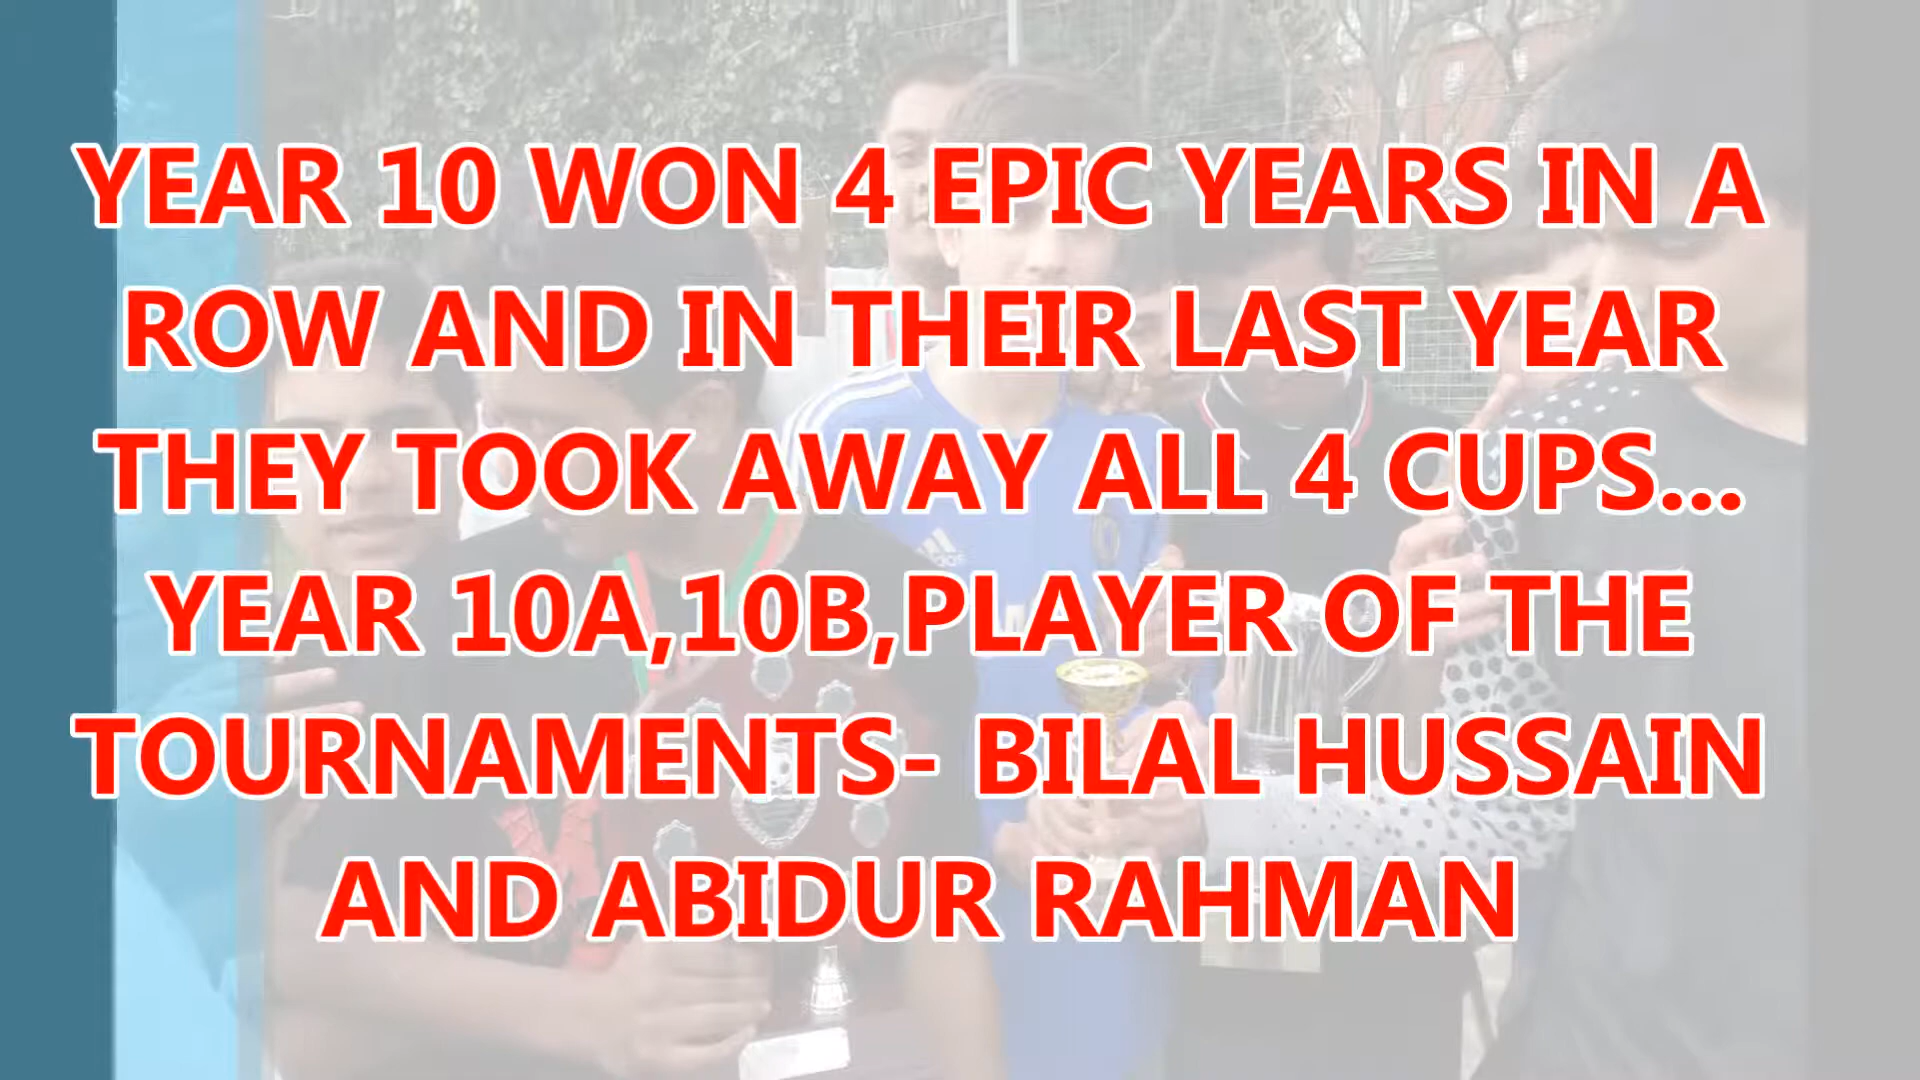 YEAR 10 WON 4 EPIC YEARS IN A
ROW AND IN THEIR LAST YEAR
THEY TOOK AWAY ALL 4 CUPS...
YEAR 10A,10B,PLAYER OF THE
TOURNAMENTS- BILAL HUSSAIN
AND ABIDUR RAHMAN
adidas